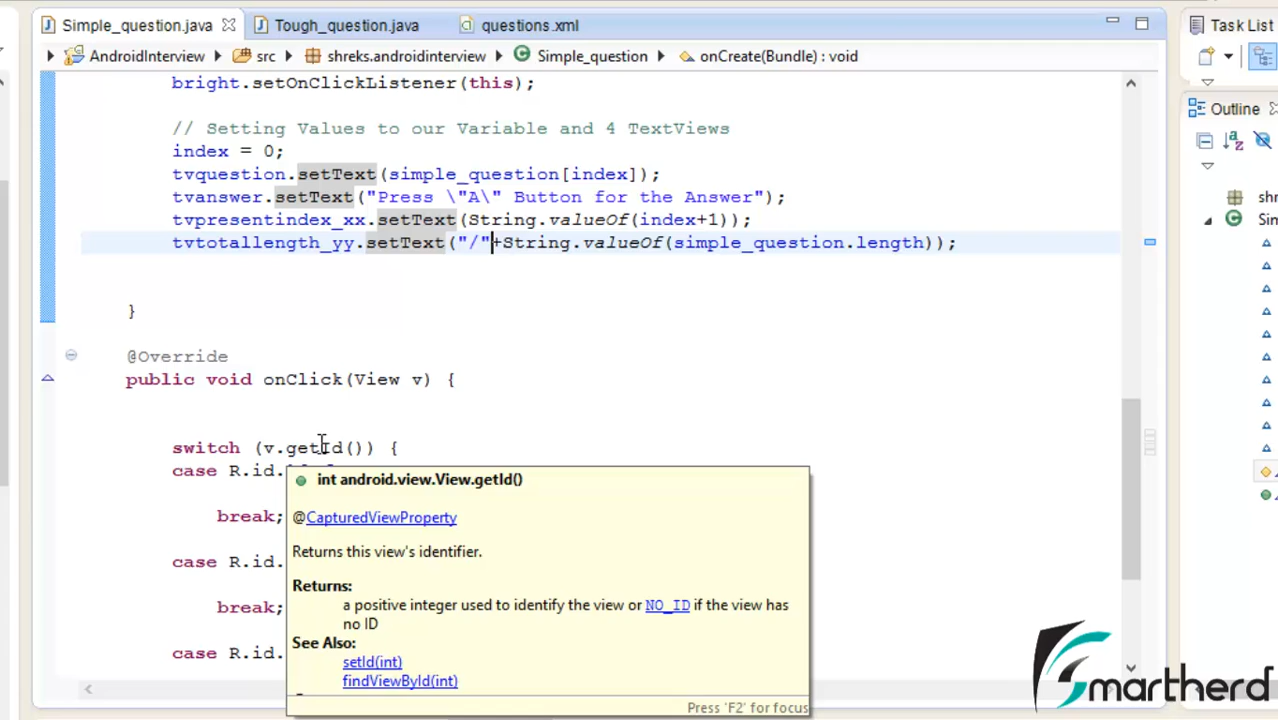 Simple_question.java
Tough_question.java
questions.xml
Task List
AndroidInterview
src
shreks.androidinterview
Simple_question
onCreate(Bundle) : void
bright.setOnClickListener(this);
// Setting Values to our Variable and 4 TextViews
index = 0;
tvquestion.setText(simple_question[index]);
tvanswer.setText("Press \"A\" Button for the Answer");
tvpresentindex_xx.setText(String.valueOf(index+1));
tvtotallength_yy.setText("/"+String.valueOf(simple_question.length));
}
@Override
public void onClick(View v) {
switch (v.getId()) {
case R.id.
break;
case R.id.
break;
case R.id.
int android.view.View.getId()
@CapturedViewProperty
Returns this view's identifier.
Returns:
a positive integer used to identify the view or NO_ID if the view has
no ID
See Also:
setId(int)
findViewById(int)
Press 'F2' for focus
Outline
shr
Sim
Smartherd